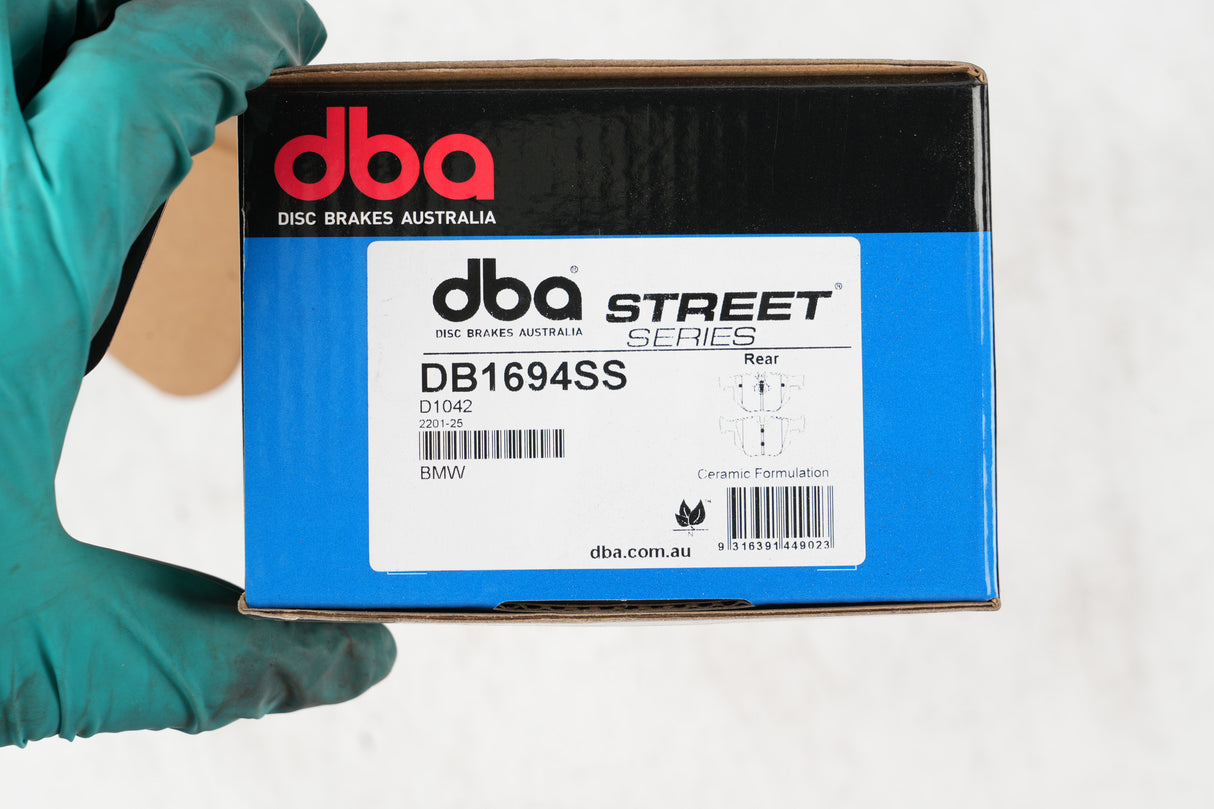 dba
DISC BRAKES AUSTRALIA
dba®
DISC BRAKES AUSTRALIA
STREET®
SERIES
DB1694SS
Rear
D1042
2201-25
BMW
Ceramic Formulation
™
N
dba.com.au
9 316391 449023